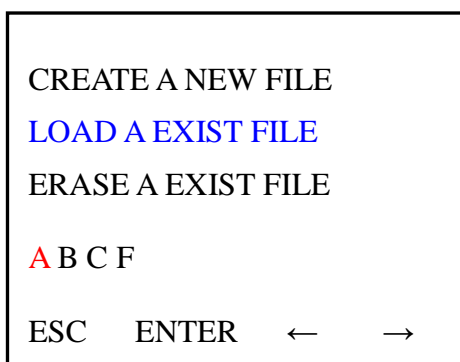 CREATE A NEW FILE
LOAD A EXIST FILE
ERASE A EXIST FILE
A B C F
ESC ENTER ← →